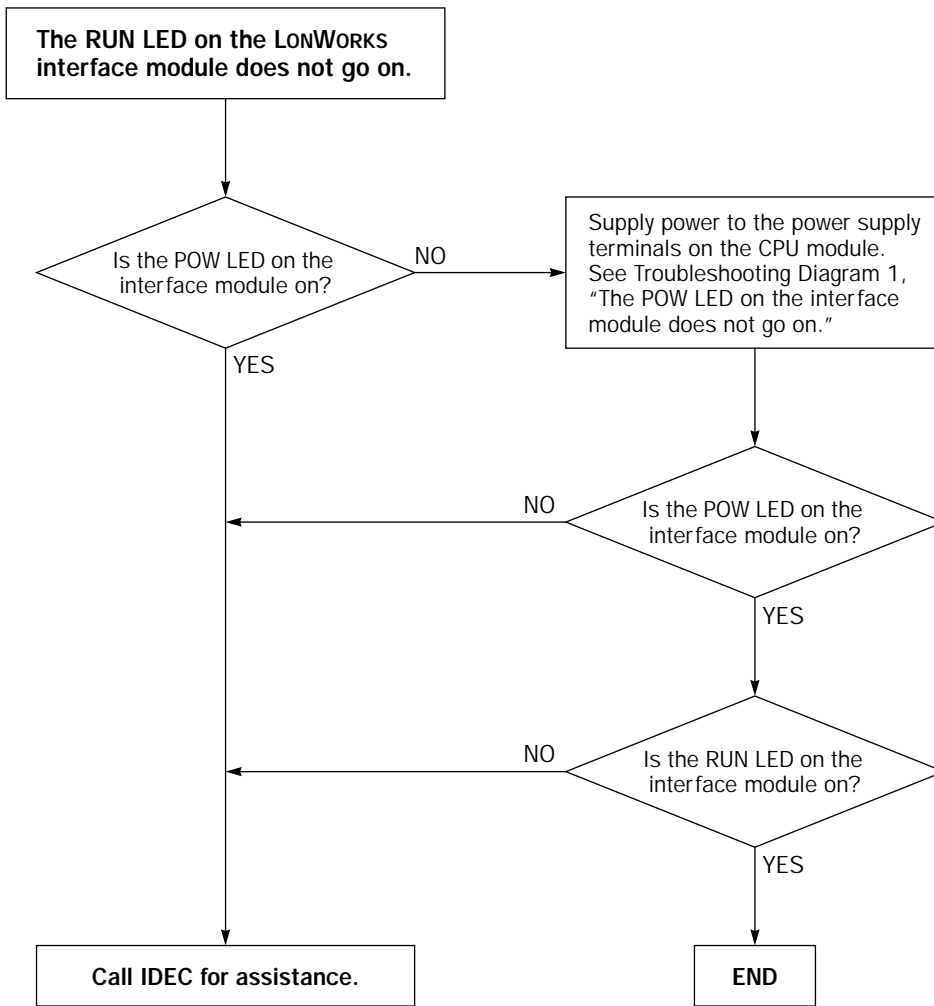 The RUN LED on the LONWORKS
interface module does not go on.
Is the POW LED on the
interface module on?
NO
YES
Supply power to the power supply
terminals on the CPU module.
See Troubleshooting Diagram 1,
“The POW LED on the interface
module does not go on.”
NO
Is the POW LED on the
interface module on?
YES
NO
Is the RUN LED on the
interface module on?
YES
Call IDEC for assistance.
END